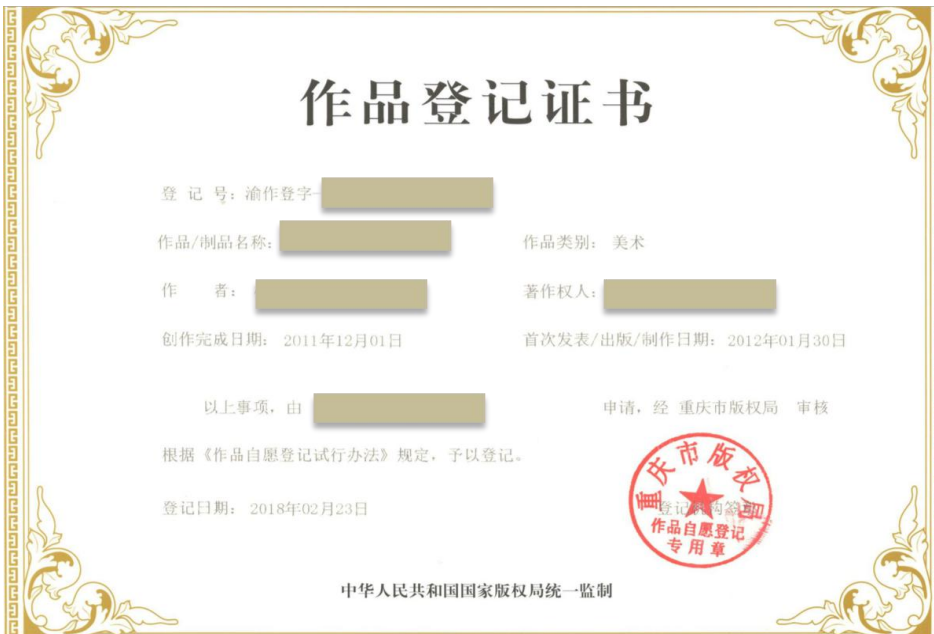 作品登记证书
登 记 号：渝作登字-
作品/制品名称：
作品类别： 美术
作 者：
著作权人：
创作完成日期： 2011年12月01日
首次发表/出版/制作日期： 2012年01月30日
以上事项，由
申请，经 重庆市版权局 审核
根据《作品自愿登记试行办法》规定，予以登记。
登记日期： 2018年02月23日
登记机构签章
重庆市版权局
作品自愿登记
专用章
中华人民共和国国家版权局统一监制